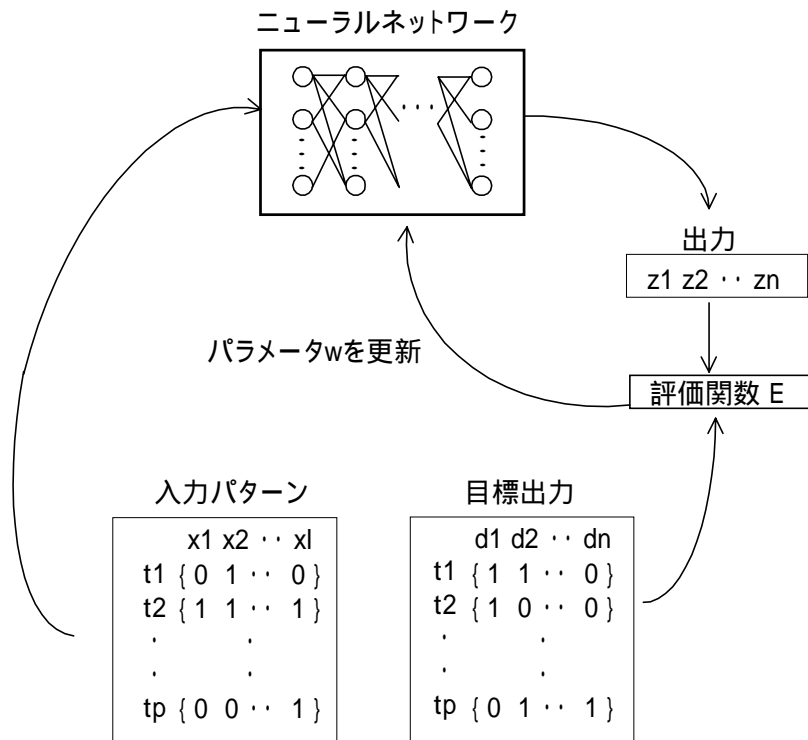 ニューラルネットワーク
･･･
出力
z1 z2 ･･ zn
パラメータwを更新
評価関数 E
入力パターン
x1 x2 ･･ xl
t1 { 0 1 ･･ 0 }
t2 { 1 1 ･･ 1 }
･ ･
･ ･
tp { 0 0 ･･ 1 }
目標出力
d1 d2 ･･ dn
t1 { 1 1 ･･ 0 }
t2 { 1 0 ･･ 0 }
･ ･
･ ･
tp { 0 1 ･･ 1 }